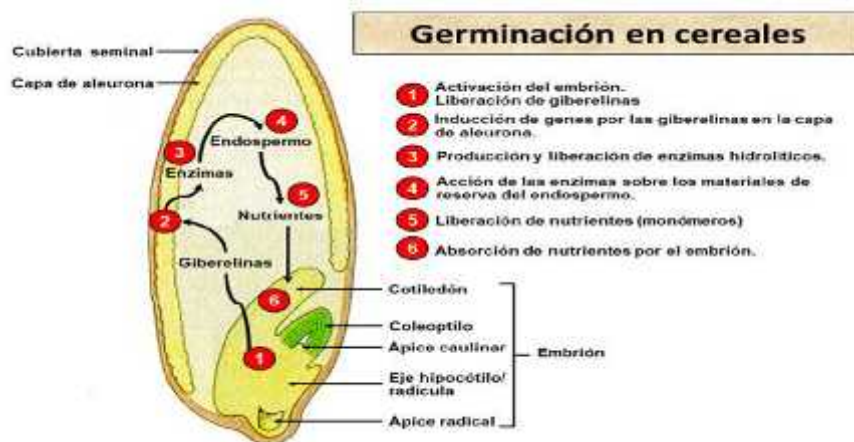 Germinación en cereales
Cubierta seminal
Capa de aleurona
1 Activación del embrión.
Liberación de giberelinas
2 Inducción de genes por las giberelinas en la capa
de aleurona.
3 Producción y liberación de enzimas hidrolíticos.
4 Acción de las enzimas sobre los materiales de
reserva del endospermo.
5 Liberación de nutrientes (monómeros)
6 Absorción de nutrientes por el embrión.
4
Endospermo
3
Enzimas
5
Nutrientes
2
Giberelinas
6
1
Cotiledón
Coleoptilo
Ápice caulinar
Embrión
Eje hipocótilo/
radícula
Ápice radical